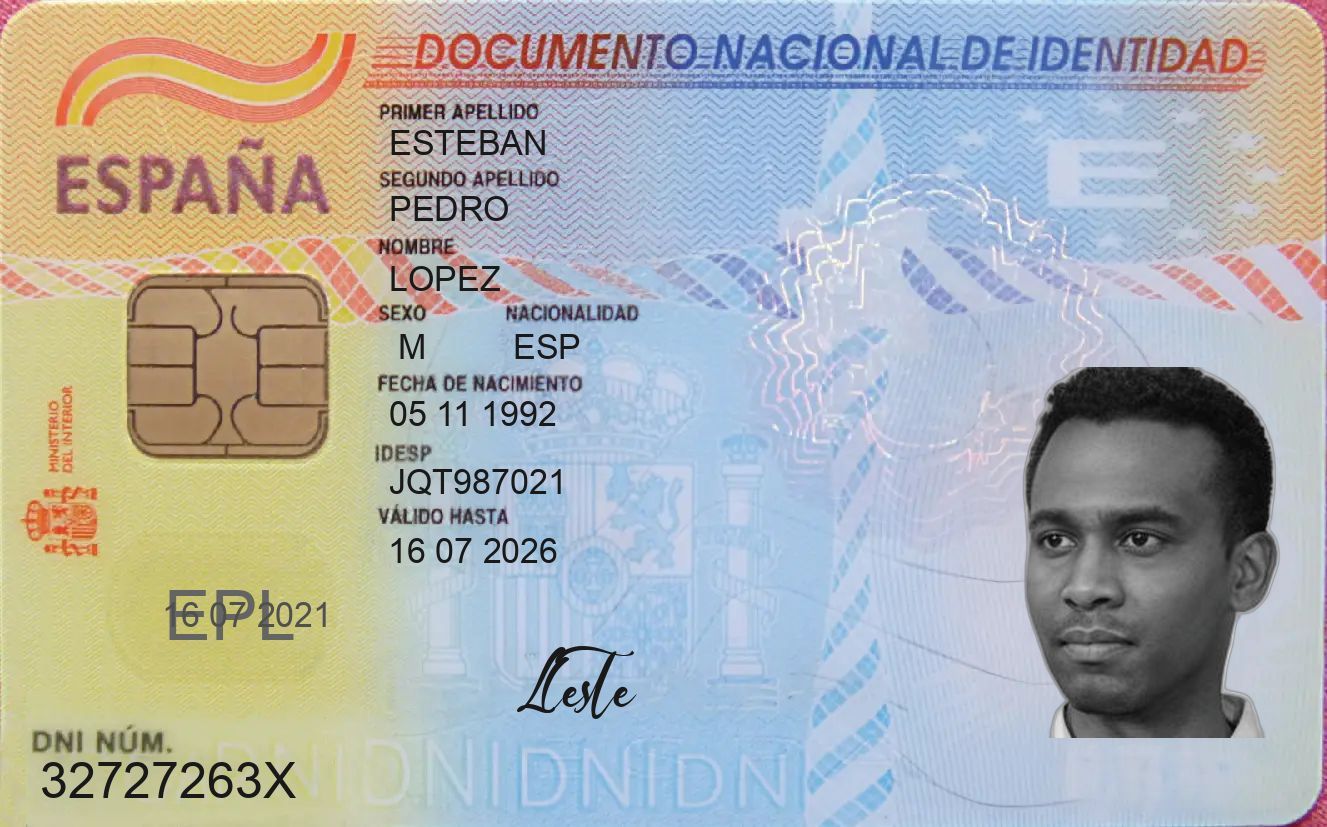 DOCUMENTO NACIONAL DE IDENTIDAD
ESPAÑA
PRIMER APELLIDO
ESTEBAN
SEGUNDO APELLIDO
PEDRO
NOMBRE
LOPEZ
SEXO NACIONALIDAD
M ESP
FECHA DE NACIMIENTO
05 11 1992
IDESP
JQT987021
VÁLIDO HASTA
16 07 2026
MINISTERIO
DEL INTERIOR
E
EPL
16 07 2021
Leste
DNI NÚM.
32727263X
DNIDNIDNIDNI